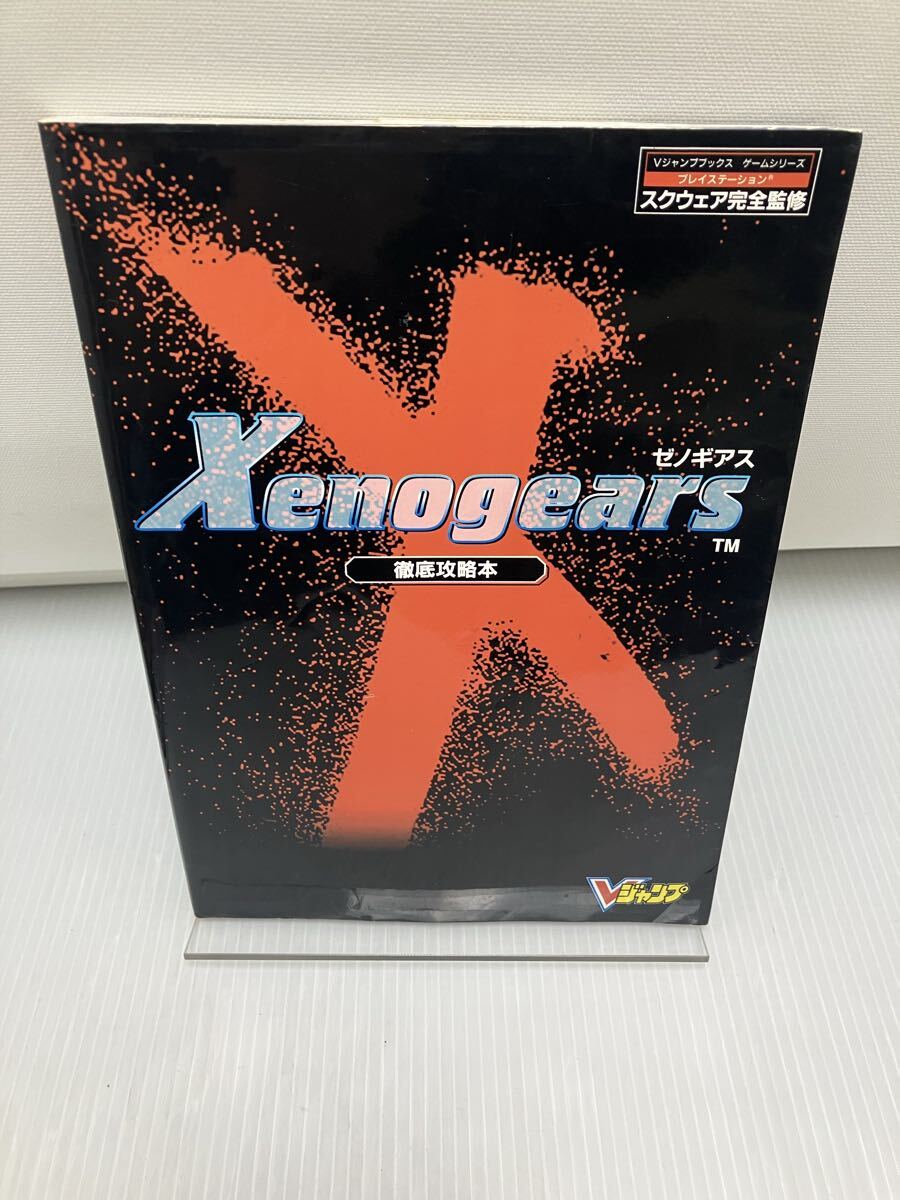 Vジャンプブックス ゲームシリーズ
プレイステーション®
スクウェア完全監修
ゼノギアス
Xenogears
TM
徹底攻略本
Vジャンプ